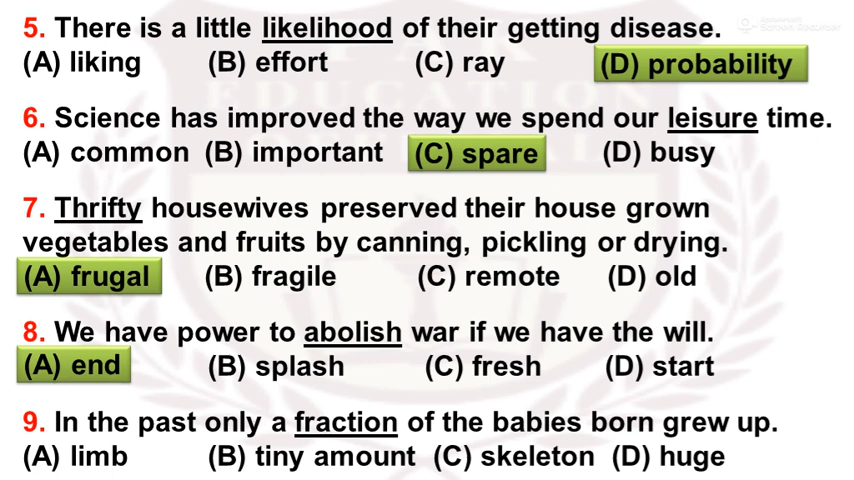 5. There is a little likelihood of their getting disease.
(A) liking (B) effort (C) ray (D) probability
6. Science has improved the way we spend our leisure time.
(A) common (B) important (C) spare (D) busy
7. Thrifty housewives preserved their house grown
vegetables and fruits by canning, pickling or drying.
(A) frugal (B) fragile (C) remote (D) old
8. We have power to abolish war if we have the will.
(A) end (B) splash (C) fresh (D) start
9. In the past only a fraction of the babies born grew up.
(A) limb (B) tiny amount (C) skeleton (D) huge